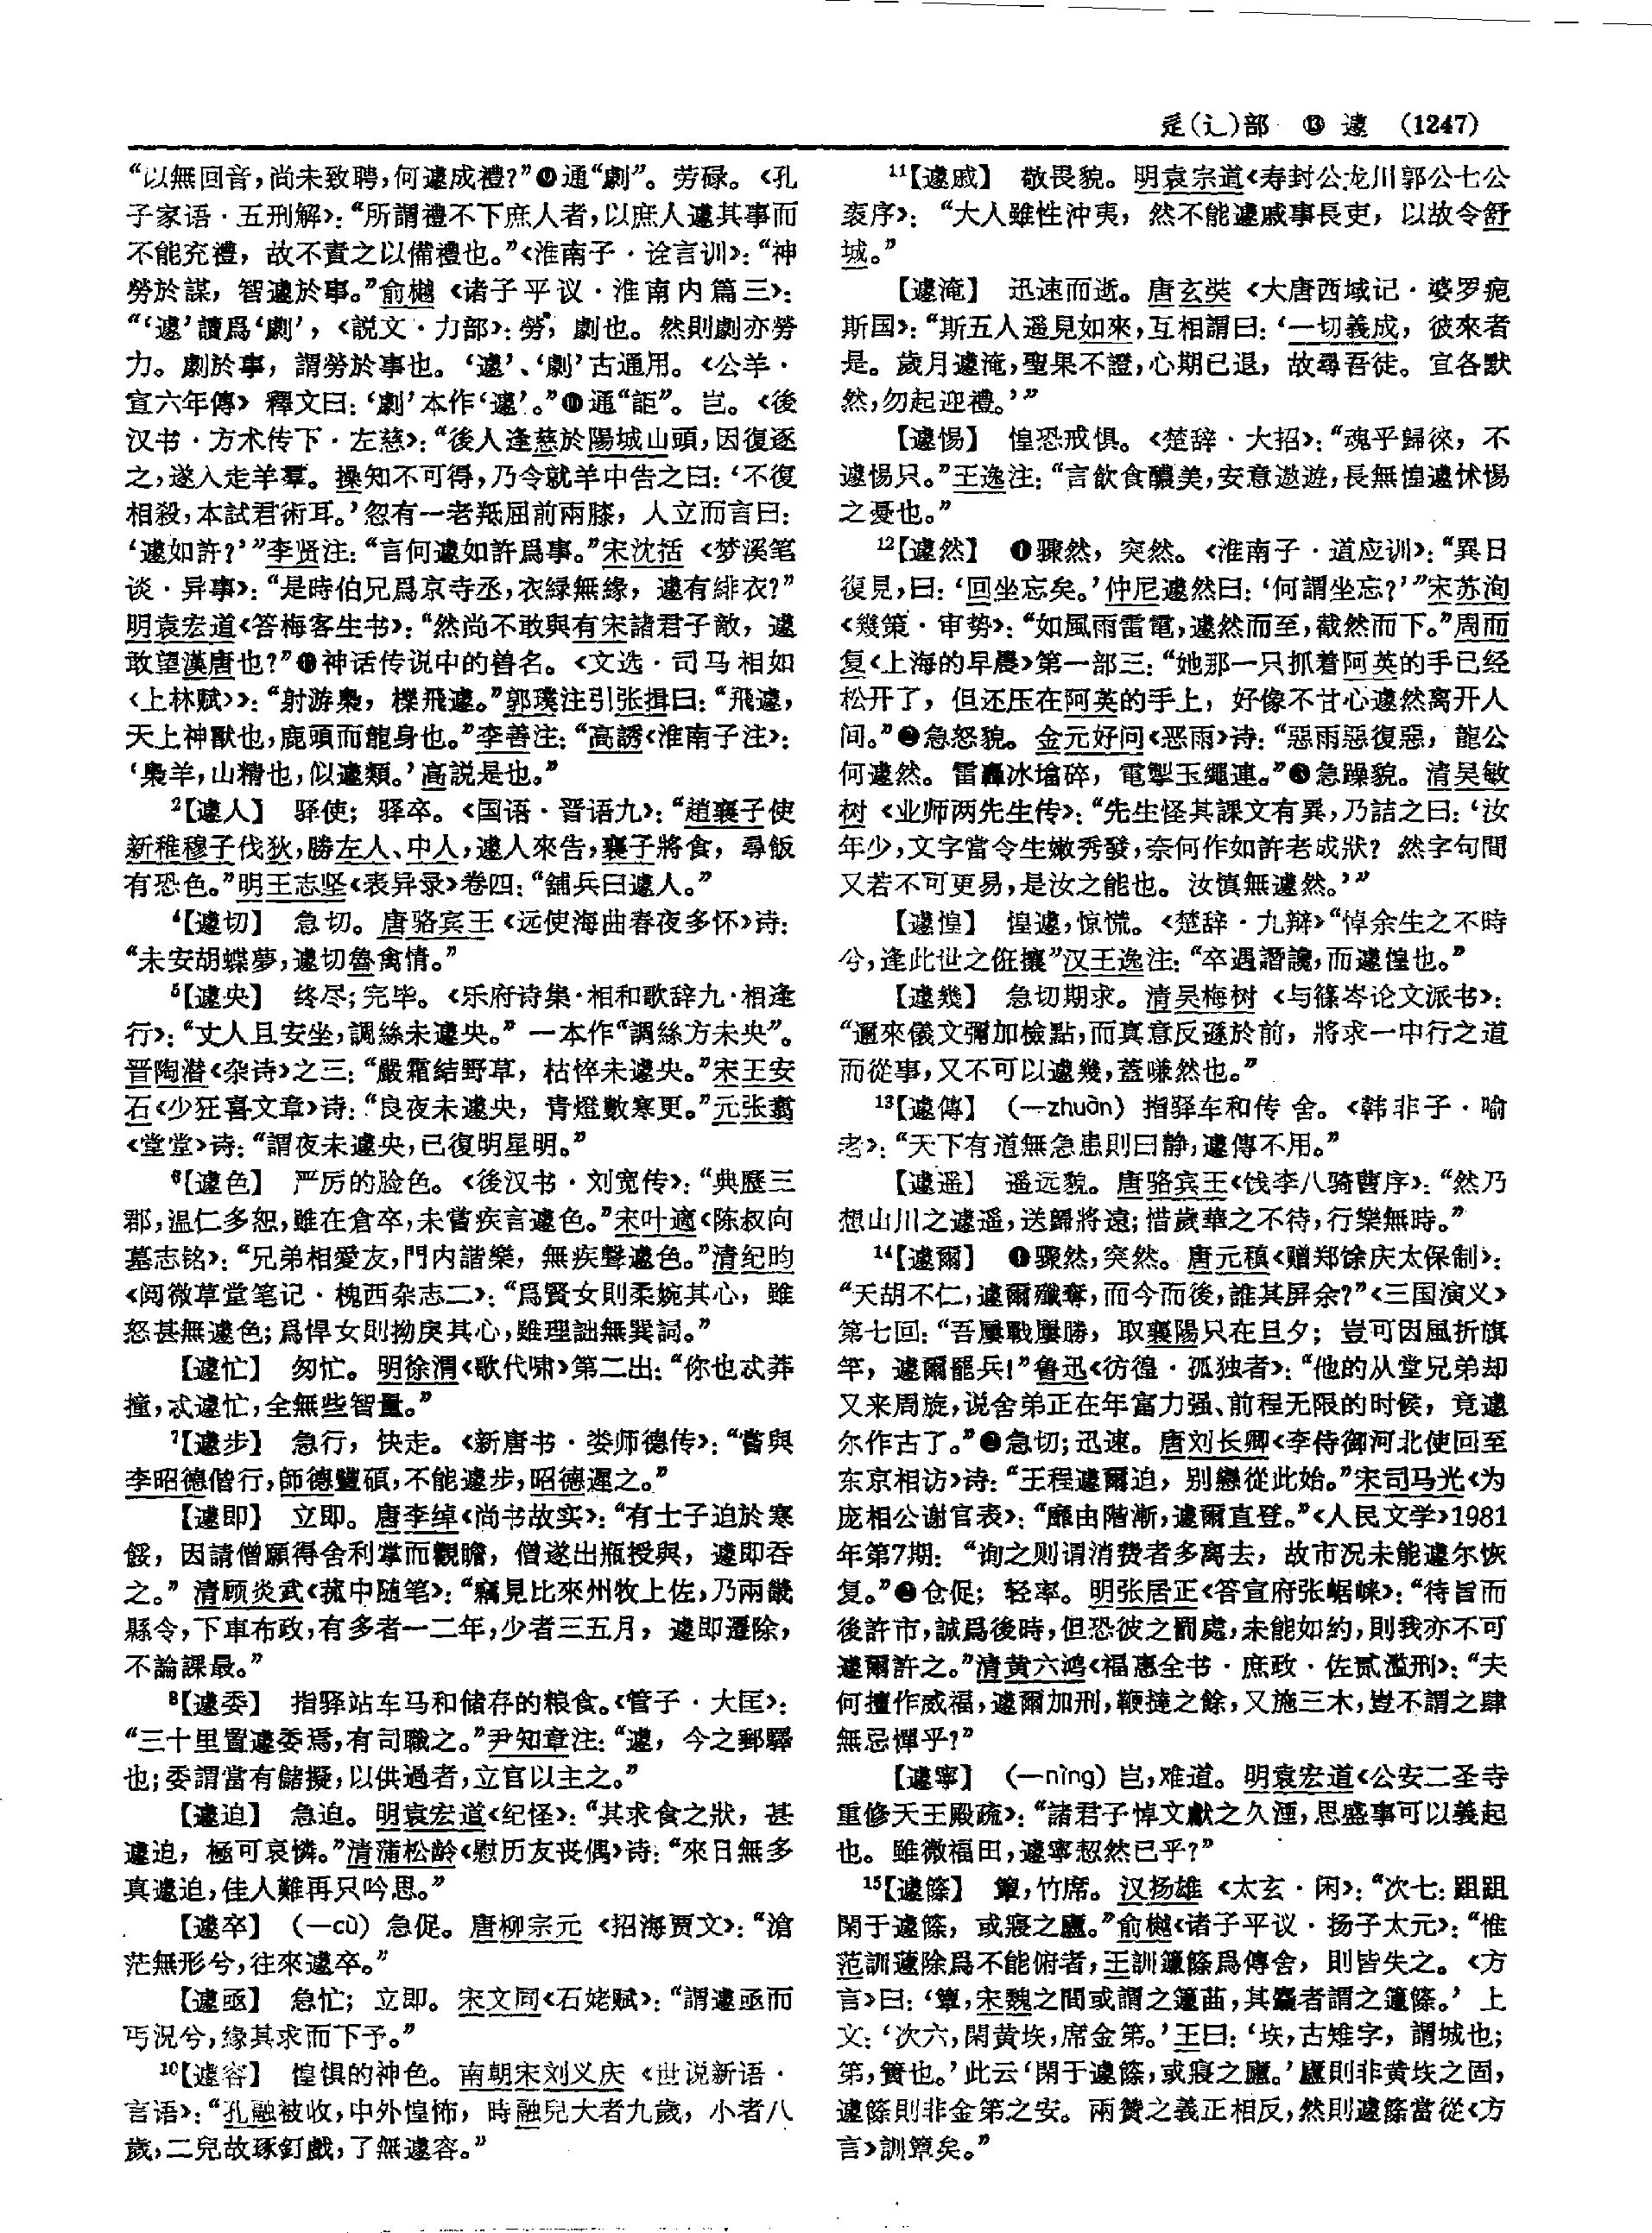 辵(辶)部 ⓭ 遽 (1247)
“以無回音，尚未致聘，何遽成禮？”❾通“劇”。劳碌。《孔
子家语·五刑解》：“所謂禮不下庶人者，以庶人遽其事而
不能充禮，故不責之以備禮也。”《淮南子·诠言训》：“神
勞於謀，智遽於事。”俞樾《诸子平议·淮南内篇三》：
“‘遽’讀爲‘劇’，《説文·力部》：勞，劇也。然則劇亦勞
力。劇於事，謂勞於事也。‘遽’、‘劇’古通用。《公羊·
宣六年傳》釋文曰：‘劇’本作‘遽’。”❿通“詎”。岂。《後
汉书·方术传下·左慈》：“後人逢慈於陽城山頭，因復逐
之，遂入走羊羣。操知不可得，乃令就羊中告之曰：‘不復
相殺，本試君術耳。’忽有一老羝屈前兩膝，人立而言曰：
‘遽如許？’”李贤注：“言何遽如許爲事。”宋沈括《梦溪笔
谈·异事》：“是時伯兄爲京寺丞，衣緑無緣，遽有緋衣？”
明袁宏道《答梅客生书》：“然尚不敢與有宋諸君子敵，遽
敢望漢唐也？”⓫神话传说中的兽名。《文选·司马相如
〈上林赋〉》：“射游梟，櫟飛遽。”郭璞注引张揖曰：“飛遽，
天上神獸也，鹿頭而龍身也。”李善注：“高誘《淮南子注》：
‘梟羊，山精也，似遽類。’高説是也。”
²【遽人】 驿使；驿卒。《国语·晋语九》：“趙襄子使
新稚穆子伐狄，勝左人、中人，遽人來告，襄子將食，尋飯
有恐色。”明王志坚《表异录》卷四：“鋪兵曰遽人。”
⁴【遽切】 急切。唐骆宾王《远使海曲春夜多怀》诗：
“未安胡蝶夢，遽切魯禽情。”
⁵【遽央】 终尽；完毕。《乐府诗集·相和歌辞九·相逢
行》：“丈人且安坐，調絲未遽央。”一本作“調絲方未央”。
晋陶潜《杂诗》之三：“嚴霜結野草，枯悴未遽央。”宋王安
石《少狂喜文章》诗：“良夜未遽央，青燈數寒更。”元张翥
《堂堂》诗：“謂夜未遽央，已復明星明。”
⁶【遽色】 严厉的脸色。《後汉书·刘宽传》：“典歷三
郡，温仁多恕，雖在倉卒，未嘗疾言遽色。”宋叶適《陈叔向
墓志铭》：“兄弟相愛友，門内諧樂，無疾聲遽色。”清纪昀
《阅微草堂笔记·槐西杂志二》：“爲賢女則柔婉其心，雖
怒甚無遽色；爲悍女則拗戾其心，雖理詘無巽詞。”
【遽忙】 匆忙。明徐渭《歌代啸》第二出：“你也忒莽
撞，忒遽忙，全無些智量。”
⁷【遽步】 急行，快走。《新唐书·娄师德传》：“嘗與
李昭德偕行，師德豐碩，不能遽步，昭德遲之。”
【遽即】 立即。唐李绰《尚书故实》：“有士子迫於寒
餒，因請僧願得舍利掌而觀瞻，僧遂出瓶授與，遽即吞
之。”清顾炎武《菰中随笔》：“竊見比來州牧上佐，乃兩畿
縣令，下車布政，有多者一二年，少者三五月，遽即遷除，
不論課最。”
⁸【遽委】 指驿站车马和储存的粮食。《管子·大匡》：
“三十里置遽委焉，有司職之。”尹知章注：“遽，今之郵驛
也；委謂當有儲擬，以供過者，立官以主之。”
【遽迫】 急迫。明袁宏道《纪怪》：“其求食之狀，甚
遽迫，極可哀憐。”清蒲松龄《慰历友丧偶》诗：“來日無多
真遽迫，佳人難再只吟思。”
【遽卒】 （—cù）急促。唐柳宗元《招海贾文》：“滄
茫無形兮，往來遽卒。”
【遽亟】 急忙；立即。宋文同《石姥赋》：“謂遽亟而
丐況兮，緣其求而下予。”
¹⁰【遽容】 惶惧的神色。南朝宋刘义庆《世说新语·
言语》：“孔融被收，中外惶怖，時融兒大者九歲，小者八
歲，二兒故琢釘戲，了無遽容。”
¹¹【遽戚】 敬畏貌。明袁宗道《寿封公龙川郭公七公
袠序》：“大人雖性沖夷，然不能遽戚事長吏，以故令舒
城。”
【遽淹】 迅速而逝。唐玄奘《大唐西域记·婆罗痆
斯国》：“斯五人遥見如來，互相謂曰：‘一切義成，彼來者
是。歲月遽淹，聖果不證，心期已退，故尋吾徒。宜各默
然，勿起迎禮。’”
【遽惕】 惶恐戒惧。《楚辞·大招》：“魂乎歸徠，不
遽惕只。”王逸注：“言飲食醲美，安意遨遊，長無惶遽怵惕
之憂也。”
¹²【遽然】 ❶骤然，突然。《淮南子·道应训》：“異日
復見，曰：‘回坐忘矣。’仲尼遽然曰：‘何謂坐忘？’”宋苏洵
《幾策·审势》：“如風雨雷電，遽然而至，截然而下。”周而
复《上海的早晨》第一部三：“她那一只抓着阿英的手已经
松开了，但还压在阿英的手上，好像不甘心遽然离开人
间。”❷急怒貌。金元好问《恶雨》诗：“惡雨惡復惡，龍公
何遽然。雷轟冰塏碎，電掣玉繩連。”❸急躁貌。清吴敏
树《业师两先生传》：“先生怪其課文有異，乃詰之曰：‘汝
年少，文字當令生嫩秀發，奈何作如許老成狀？然字句間
又若不可更易，是汝之能也。汝慎無遽然。’”
【遽惶】 惶遽，惊慌。《楚辞·九辩》“悼余生之不時
兮，逢此世之俇攘”汉王逸注：“卒遇譖讒，而遽惶也。”
【遽幾】 急切期求。清吴梅树《与篠岑论文派书》：
“邇來儀文彌加檢點，而真意反遜於前，將求一中行之道
而從事，又不可以遽幾，蓋嗛然也。”
¹³【遽傳】 （—zhuàn）指驿车和传舍。《韩非子·喻
老》：“天下有道無急患則曰静，遽傳不用。”
【遽遥】 遥远貌。唐骆宾王《饯李八骑曹序》：“然乃
想山川之遽遥，送歸將遠；惜歲華之不待，行樂無時。”
¹⁴【遽爾】 ❶骤然，突然。唐元稹《赠郑馀庆太保制》：
“天胡不仁，遽爾殲奪，而今而後，誰其屏余？”《三国演义》
第七回：“吾屢戰屢勝，取襄陽只在旦夕；豈可因風折旗
竿，遽爾罷兵！”鲁迅《彷徨·孤独者》：“他的从堂兄弟却
又来周旋，说舍弟正在年富力强、前程无限的时候，竟遽
尔作古了。”❷急切；迅速。唐刘长卿《李侍御河北使回至
东京相访》诗：“王程遽爾迫，别戀從此始。”宋司马光《为
庞相公谢官表》：“靡由階漸，遽爾直登。”《人民文学》1981
年第7期：“询之则谓消费者多离去，故市况未能遽尔恢
复。”❸仓促；轻率。明张居正《答宣府张崌崃》：“待旨而
後許市，誠爲後時，但恐彼之罰處，未能如約，則我亦不可
遽爾許之。”清黄六鸿《福惠全书·庶政·佐贰滥刑》：“夫
何擅作威福，遽爾加刑，鞭撻之餘，又施三木，豈不謂之肆
無忌憚乎？”
【遽寧】 （—nìng）岂，难道。明袁宏道《公安二圣寺
重修天王殿疏》：“諸君子悼文獻之久湮，思盛事可以義起
也。雖微福田，遽寧恝然已乎？”
¹⁵【遽篨】 簟，竹席。汉扬雄《太玄·闲》：“次七：跙跙
閑于遽篨，或寢之廬。”俞樾《诸子平议·扬子太元》：“惟
范訓蘧除爲不能俯者，王訓籧篨爲傳舍，則皆失之。《方
言》曰：‘簟，宋魏之間或謂之籧苗，其麤者謂之籧篨。’上
文：‘次六，閑黄垁，席金第。’王曰：‘垁，古雉字，謂城也；
第，簀也。’此云‘閑于遽篨，或寢之廬。’廬則非黄垁之固，
遽篨則非金第之安。兩贊之義正相反，然則遽篨當從《方
言》訓簟矣。”